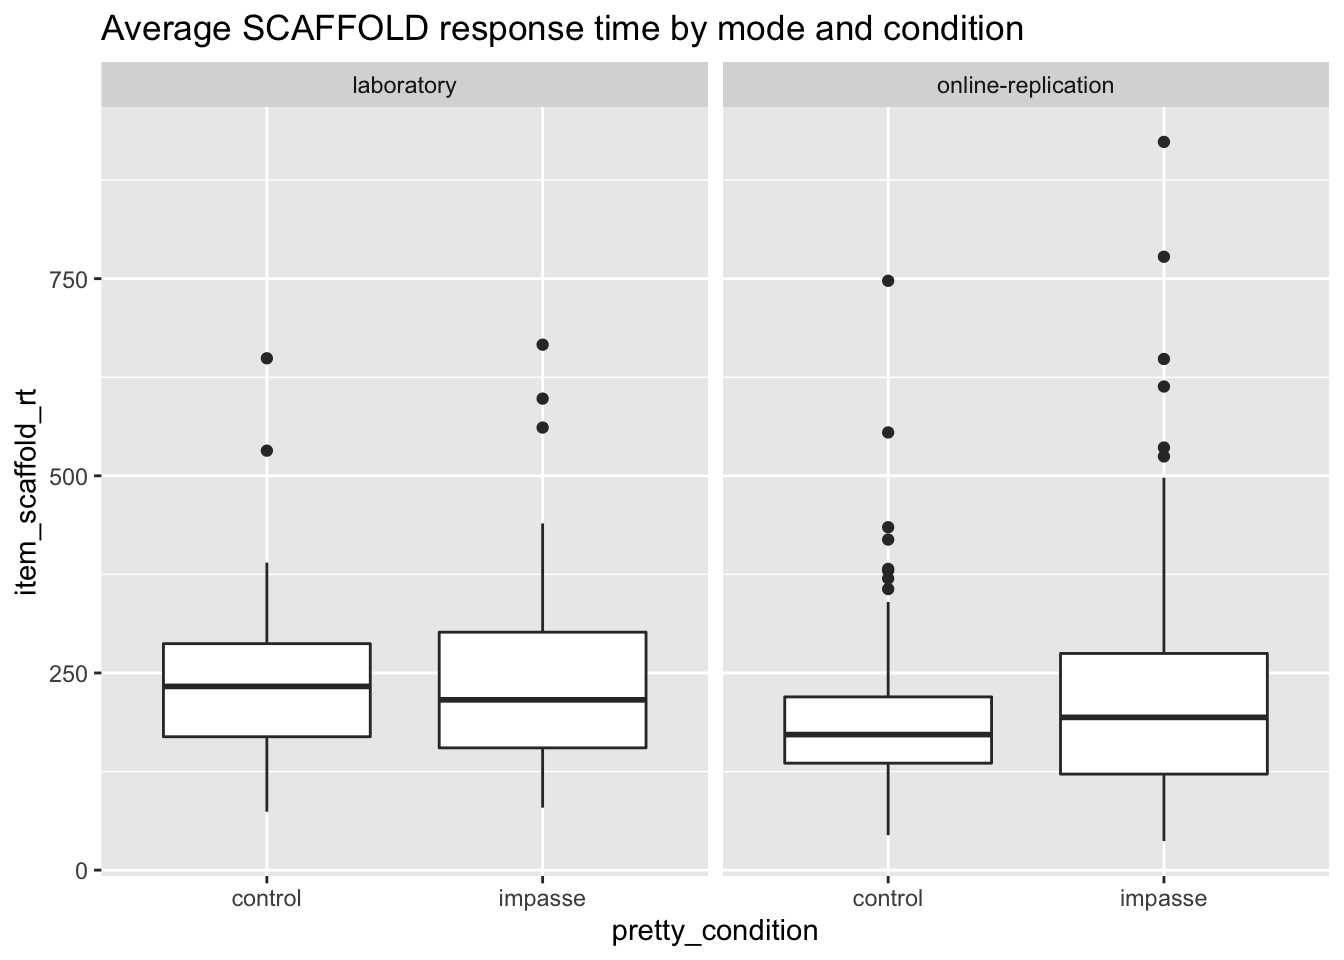 Average SCAFFOLD response time by mode and condition
laboratory
online-replication
item_scaffold_rt
750
500
250
0
control
impasse
control
impasse
pretty_condition